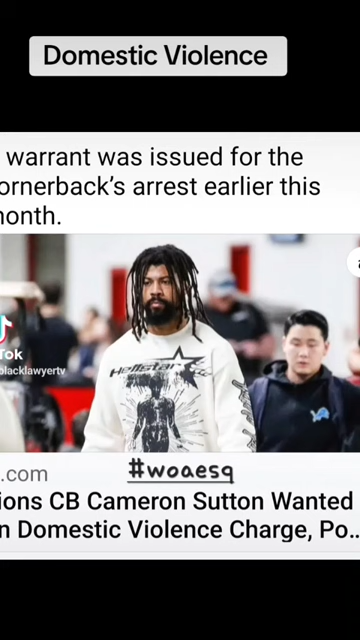 Domestic Violence
warrant was issued for the
ornerback's arrest earlier this
nonth.
Tok
blacklawyertv
.com
#woaesq
ions CB Cameron Sutton Wanted
n Domestic Violence Charge, Po..